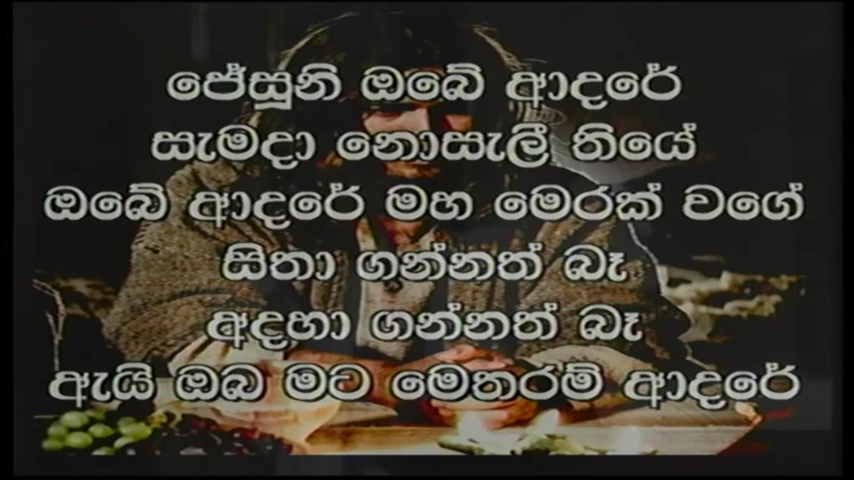 ජේසූනි ඔබේ ආදරේ
සැමදා නොසැලී තියේ
ඔබේ ආදරේ මහ මෙරක් වගේ
සිතා ගන්නත් බෑ
අදහා ගන්නත් බෑ
ඇයි ඔබ මට මෙතරම් ආදරේ